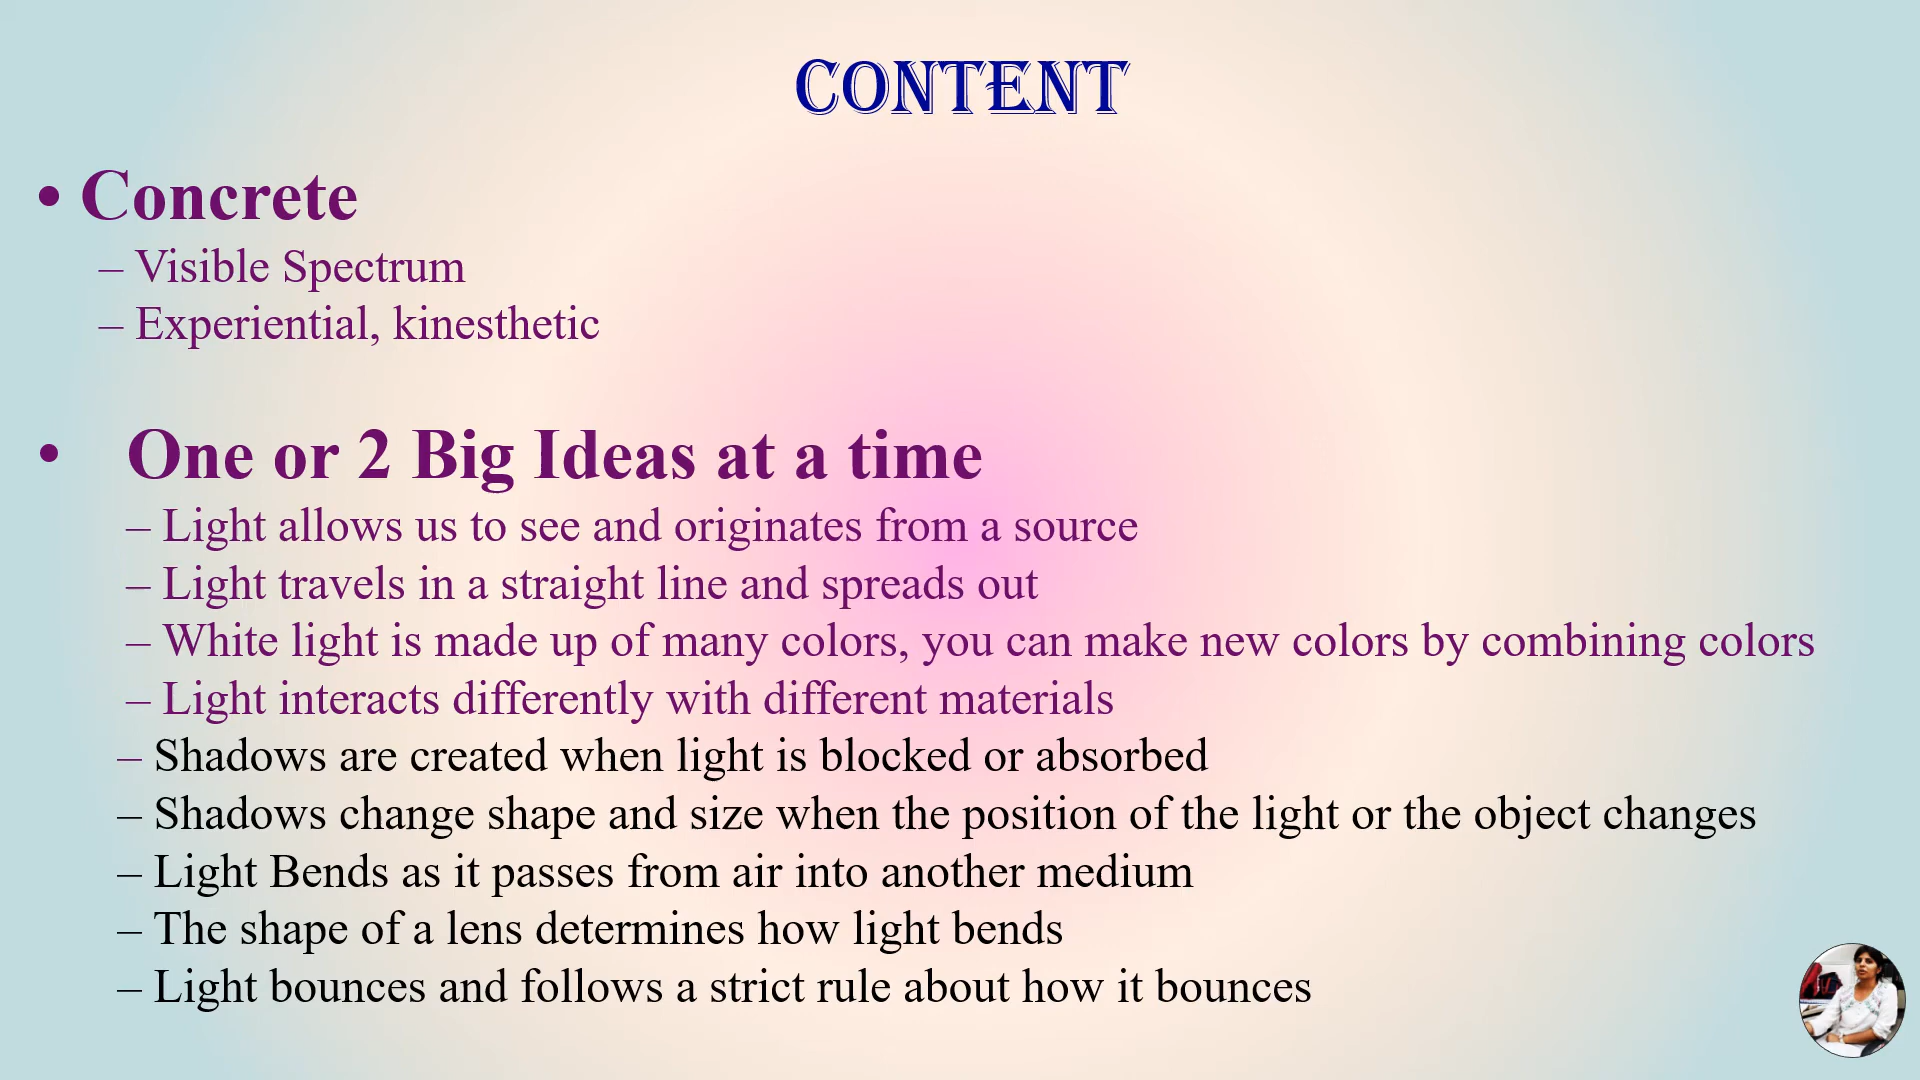 CONTENT
• Concrete
– Visible Spectrum
– Experiential, kinesthetic
• One or 2 Big Ideas at a time
– Light allows us to see and originates from a source
– Light travels in a straight line and spreads out
– White light is made up of many colors, you can make new colors by combining colors
– Light interacts differently with different materials
– Shadows are created when light is blocked or absorbed
– Shadows change shape and size when the position of the light or the object changes
– Light Bends as it passes from air into another medium
– The shape of a lens determines how light bends
– Light bounces and follows a strict rule about how it bounces